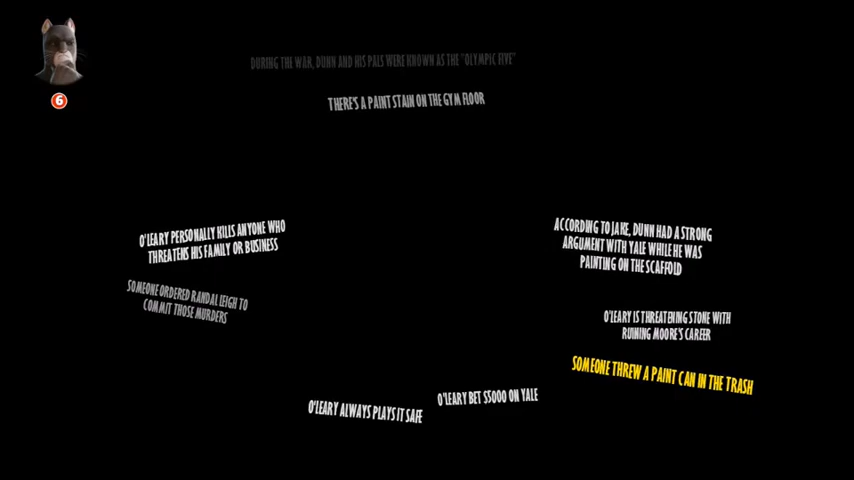 DURING THE WAR, DUNN AND HIS PALS WERE KNOWN AS THE "OLYMPIC FIVE"
THERE'S A PAINT STAIN ON THE GYM FLOOR
6
O'LEARY PERSONALLY KILLS ANYONE WHO
THREATENS HIS FAMILY OR BUSINESS
ACCORDING TO JAKE, DUNN HAD A STRONG
ARGUMENT WITH YALE WHILE HE WAS
PAINTING ON THE SCAFFOLD
SOMEONE ORDERED RANDAL LEIGH TO
COMMIT THOSE MURDERS
O'LEARY IS THREATENING STONE WITH
RUINING MOORE'S CAREER
SOMEONE THREW A PAINT CAN IN THE TRASH
O'LEARY ALWAYS PLAYS IT SAFE
O'LEARY BET $5000 ON YALE